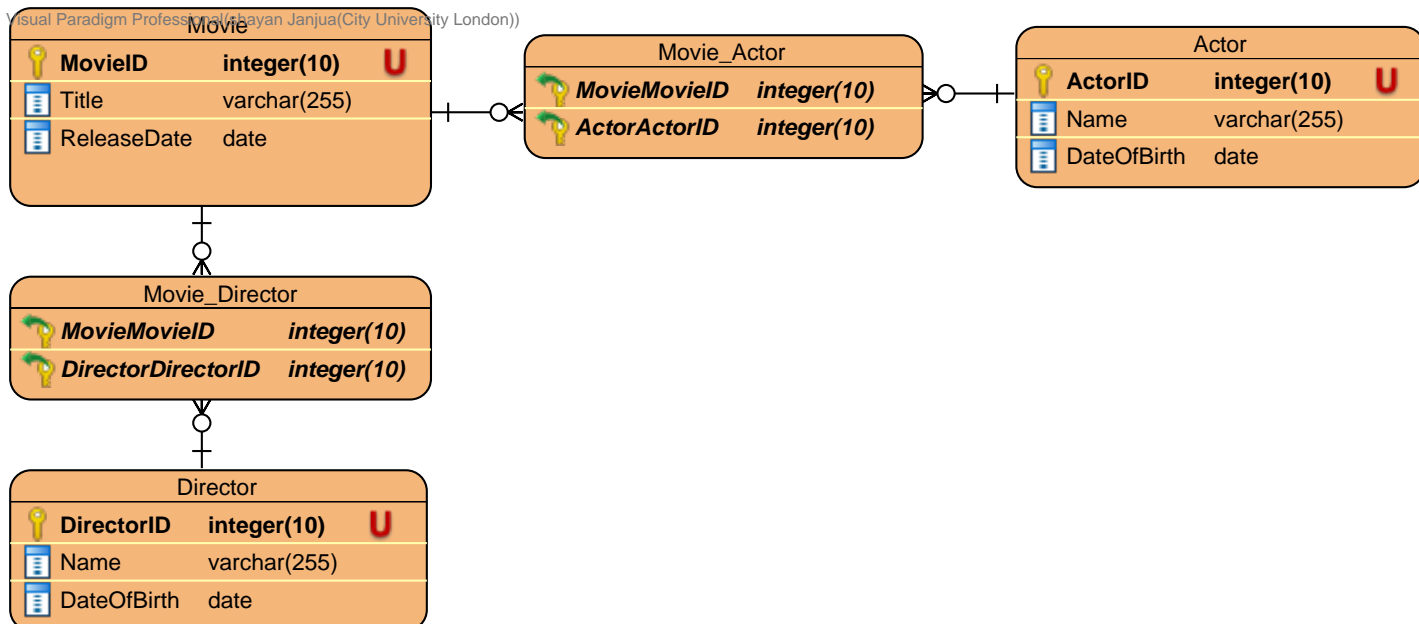 Visual Paradigm Professional(shayan Janjua(City University London))
Movie
MovieID integer(10) U
Title varchar(255)
ReleaseDate date
Movie_Actor
MovieMovieID integer(10)
ActorActorID integer(10)
Actor
ActorID integer(10) U
Name varchar(255)
DateOfBirth date
Movie_Director
MovieMovieID integer(10)
DirectorDirectorID integer(10)
Director
DirectorID integer(10) U
Name varchar(255)
DateOfBirth date